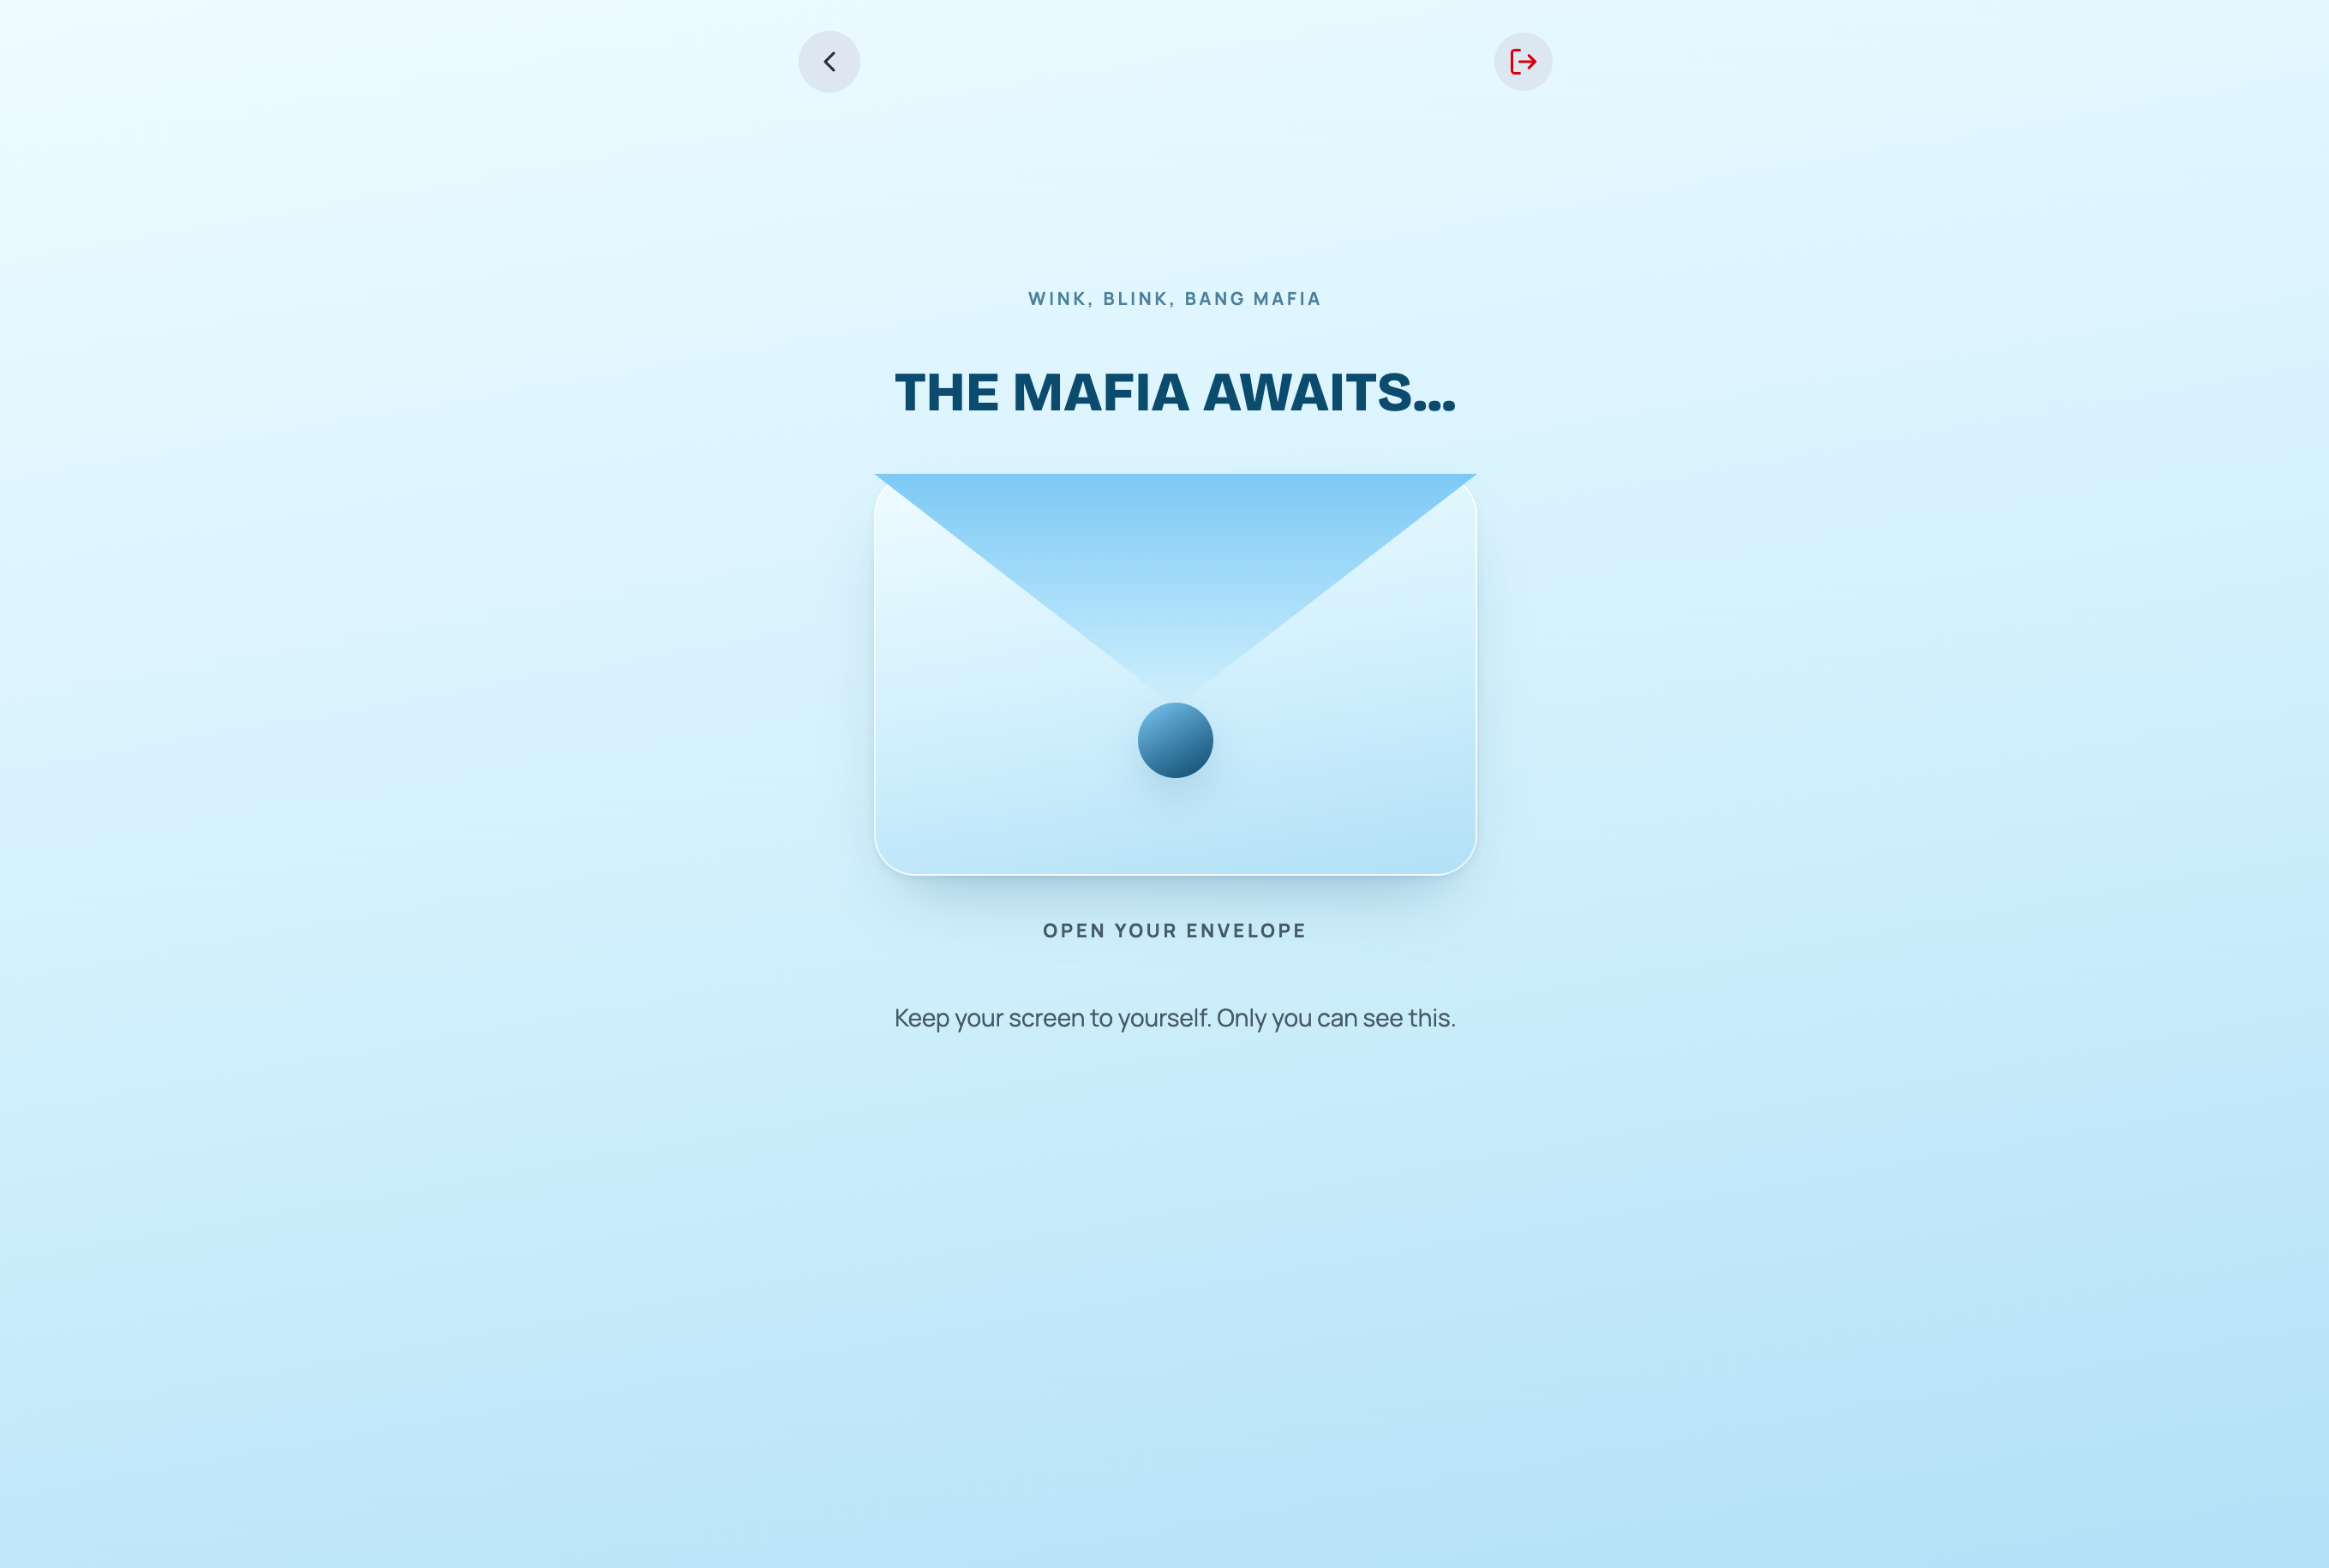 WINK, BLINK, BANG MAFIA
THE MAFIA AWAITS...
OPEN YOUR ENVELOPE
Keep your screen to yourself. Only you can see this.